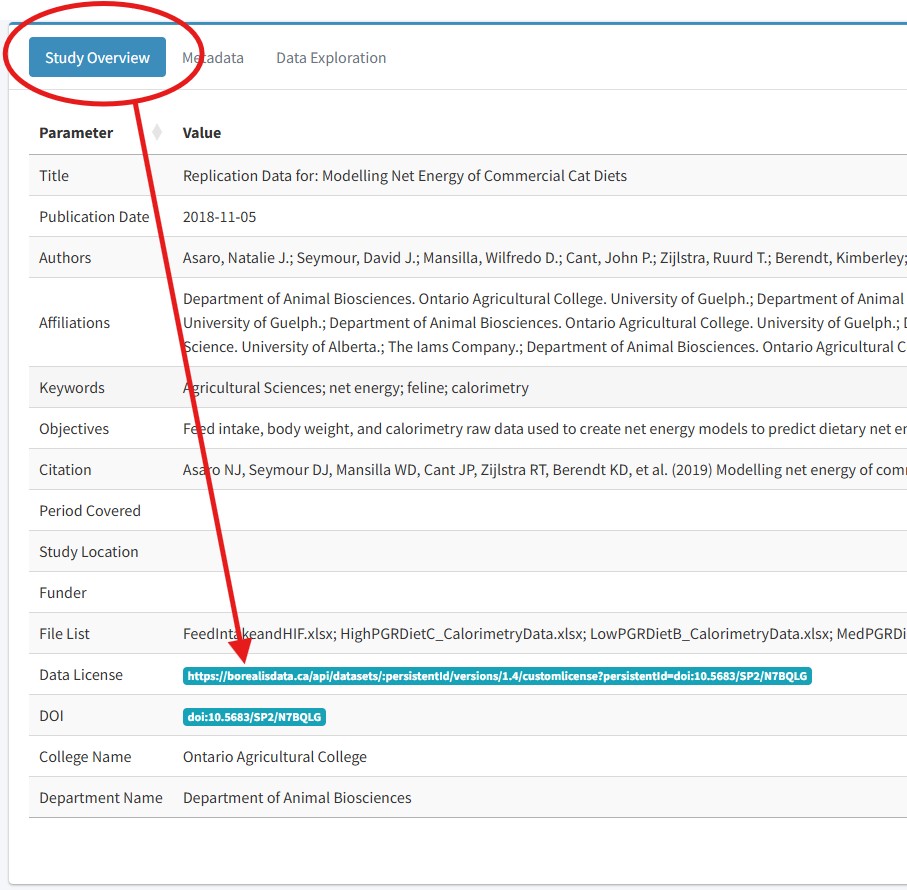 Study Overview Metadata Data Exploration
Parameter Value
Title Replication Data for: Modelling Net Energy of Commercial Cat Diets
Publication Date 2018-11-05
Authors Asaro, Natalie J.; Seymour, David J.; Mansilla, Wilfredo D.; Cant, John P.; Zijlstra, Ruurd T.; Berendt, Kimberley;
Department of Animal Biosciences. Ontario Agricultural College. University of Guelph.; Department of Animal
Affiliations University of Guelph.; Department of Animal Biosciences. Ontario Agricultural College. University of Guelph.;
Science. University of Alberta.; The Iams Company.; Department of Animal Biosciences. Ontario Agricultural C
Keywords Agricultural Sciences; net energy; feline; calorimetry
Objectives Feed intake, body weight, and calorimetry raw data used to create net energy models to predict dietary net er
Citation Asaro NJ, Seymour DJ, Mansilla WD, Cant JP, Zijlstra RT, Berendt KD, et al. (2019) Modelling net energy of com
Period Covered
Study Location
Funder
File List FeedIntakeandHIF.xlsx; HighPGRDietC_CalorimetryData.xlsx; LowPGRDietB_CalorimetryData.xlsx; MedPGRDi
Data License https://borealisdata.ca/api/datasets/:persistentId/versions/1.4/customlicense?persistentId=doi:10.5683/SP2/N7BQLG
DOI doi:10.5683/SP2/N7BQLG
College Name Ontario Agricultural College
Department Name Department of Animal Biosciences